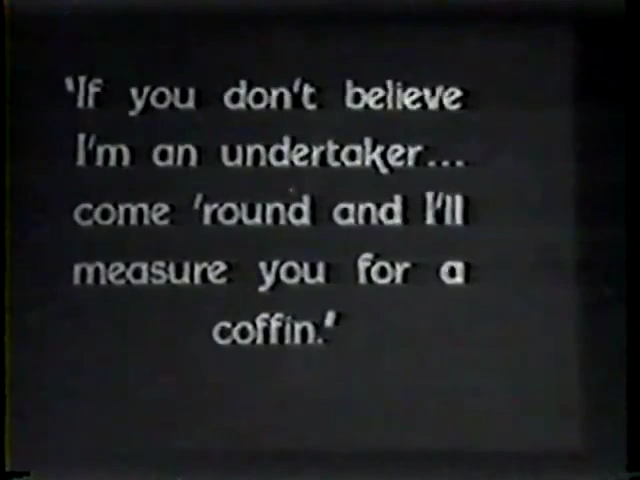 'If you don't believe
I'm an undertaker...
come 'round and I'll
measure you for a
coffin.'